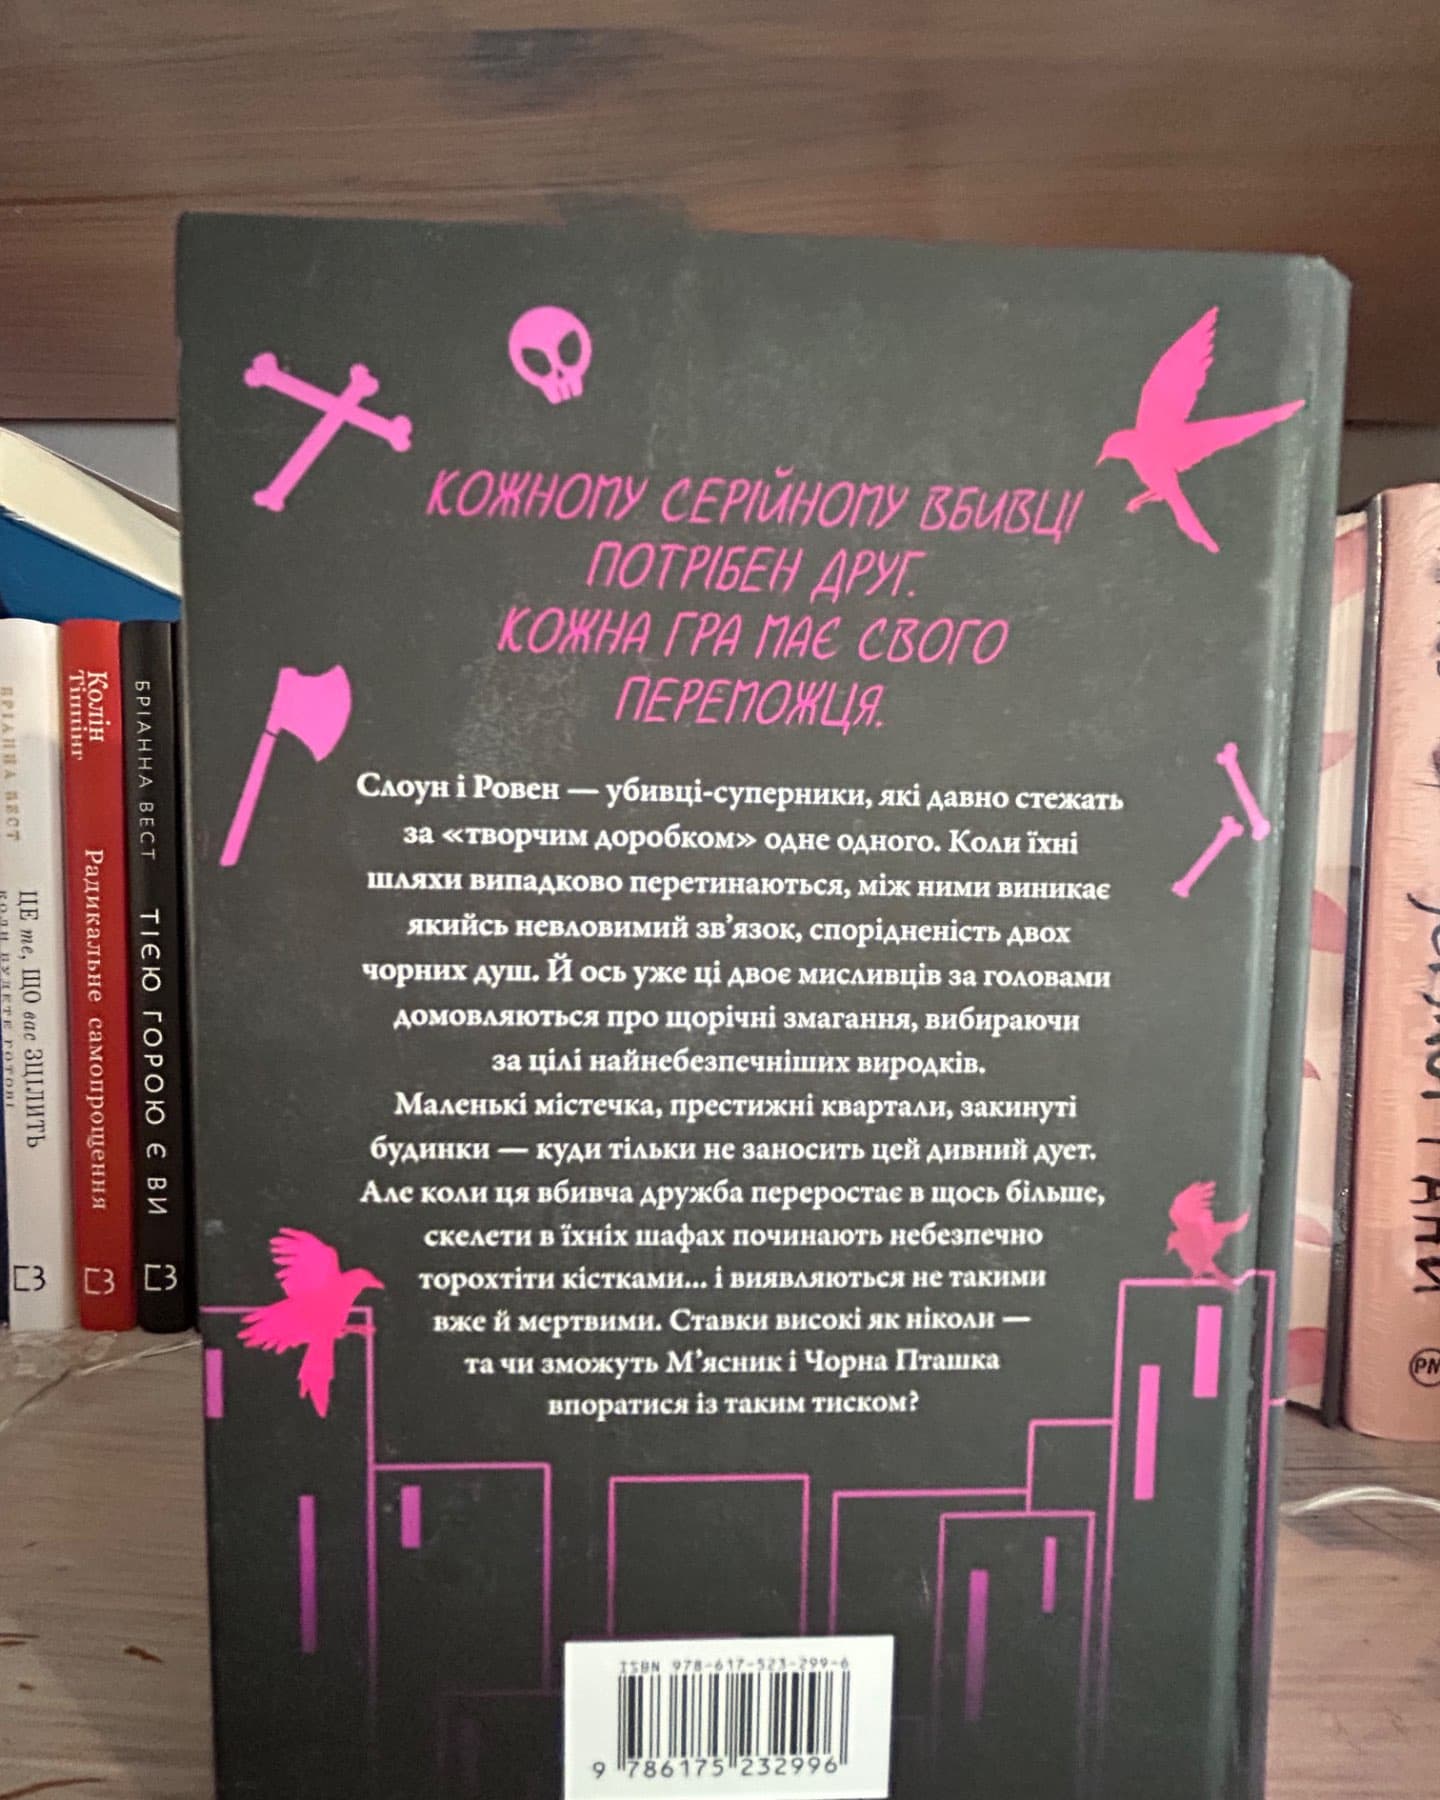 КОЖНОМУ СЕРІЙНОМУ ВБИВЦІ
ПОТРІБЕН ДРУГ.
КОЖНА ГРА МАЄ СВОГО
ПЕРЕМОЖЦЯ.
Слоун і Ровен — убивці-суперники, які давно стежать
за «творчим доробком» одне одного. Коли їхні
шляхи випадково перетинаються, між ними виникає
якийсь невловимий зв’язок, спорідненість двох
чорних душ. Й ось уже ці двоє мисливців за головами
домовляються про щорічні змагання, вибираючи
за цілі найнебезпечніших виродків.
Маленькі містечка, престижні квартали, закинуті
будинки — куди тільки не заносить цей дивний дует.
Але коли ця вбивча дружба переростає в щось більше,
скелети в їхніх шафах починають небезпечно
торохтіти кістками... і виявляються не такими
вже й мертвими. Ставки високі як ніколи —
та чи зможуть М’ясник і Чорна Пташка
впоратися із таким тиском?
ISBN 978-617-523-299-6
9 786175 232996
БРІАННА ВЕСТ
ЦЕ те, ЩО вас ЗЦІЛИТЬ
Колін
Тіппінг
Радикальне самопрощення
БРІАННА ВЕСТ ТІЄЮ ГОРОЮ Є ВИ